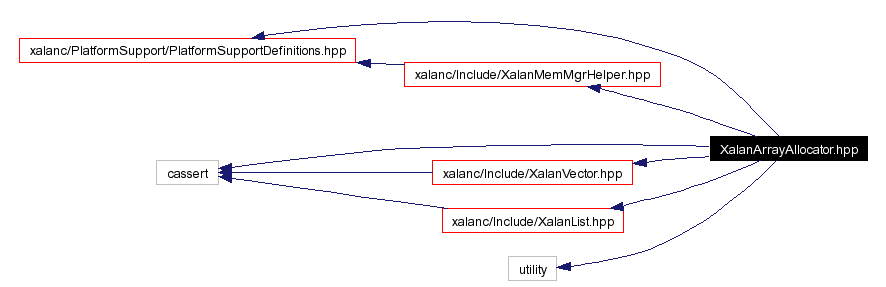 xalanc/PlatformSupport/PlatformSupportDefinitions.hpp
xalanc/Include/XalanMemMgrHelper.hpp
XalanArrayAllocator.hpp
cassert
xalanc/Include/XalanVector.hpp
xalanc/Include/XalanList.hpp
utility